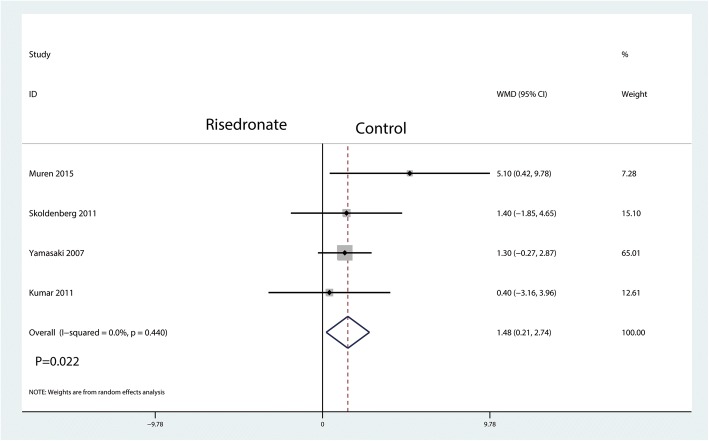 Study %
ID WMD (95% CI) Weight
Risedronate Control
Muren 2015 5.10 (0.42, 9.78) 7.28
Skoldenberg 2011 1.40 (−1.85, 4.65) 15.10
Yamasaki 2007 1.30 (−0.27, 2.87) 65.01
Kumar 2011 0.40 (−3.16, 3.96) 12.61
Overall (I−squared = 0.0%, p = 0.440) 1.48 (0.21, 2.74) 100.00
P=0.022
NOTE: Weights are from random effects analysis
−9.78 0 9.78